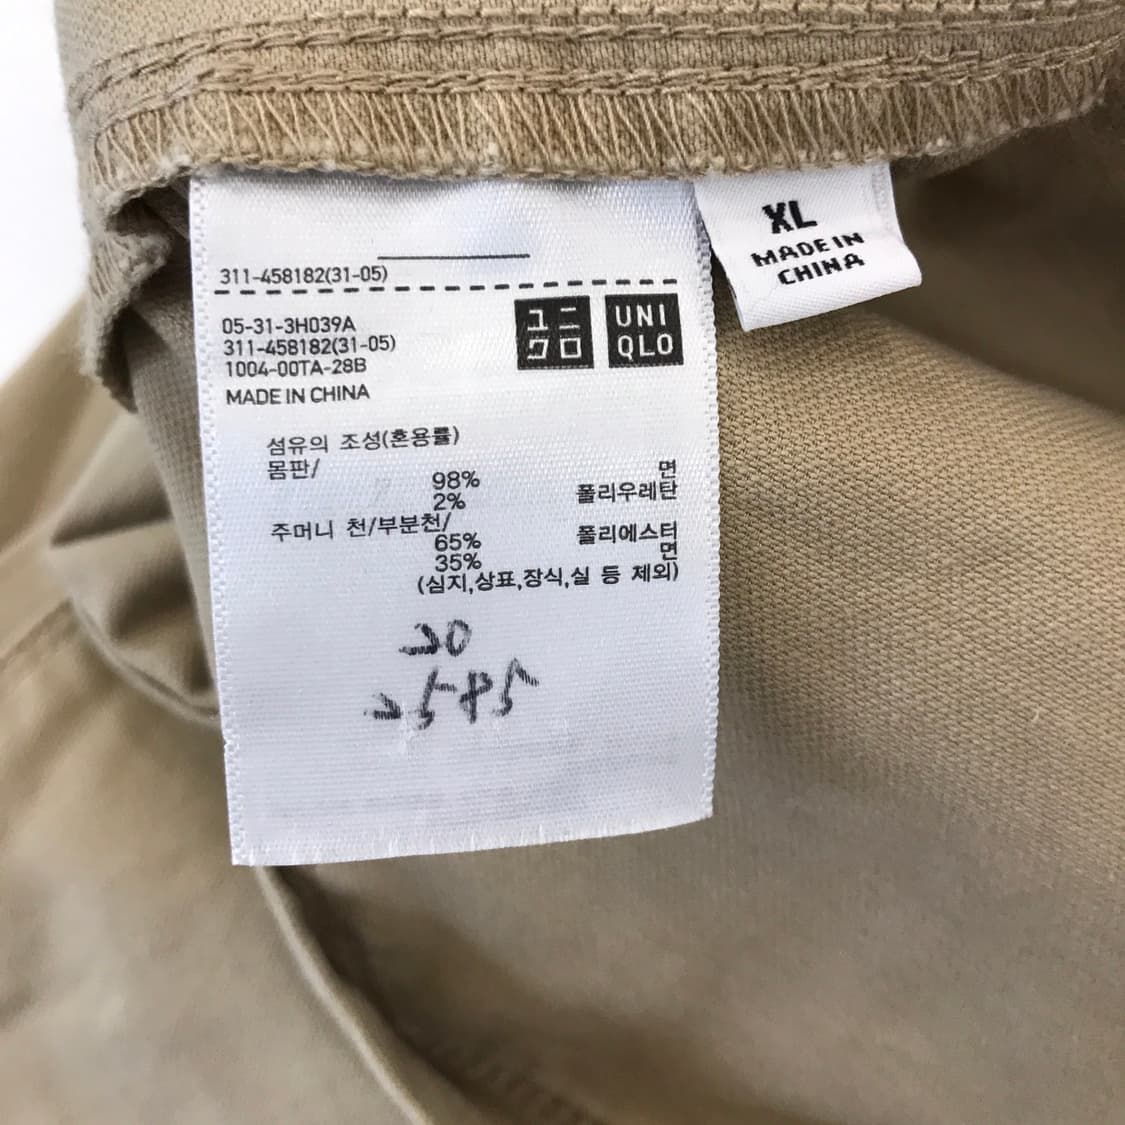 311-458182(31-05)
05-31-3H039A
311-458182(31-05)
1004-00TA-28B
MADE IN CHINA
ユニ
クロ
UNI
QLO
XL
MADE IN
CHINA
섬유의 조성(혼용률)
몸판/
98% 면
2% 폴리우레탄
주머니 천/부분천/
65% 폴리에스터
35% 면
(심지,상표,장식,실 등 제외)
20